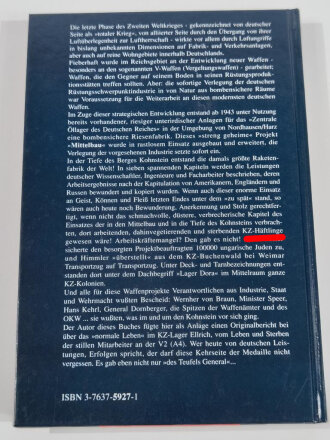 Die letzte Phase des Zweiten Weltkrieges - gekennzeichnet von deutscher
Seite als »totaler Krieg«, von alliierter Seite durch den Übergang von ihrer
Luftüberlegenheit zur Luftherrschaft - wirkte vor allem durch Luftangriffe
in bislang unbekannten Dimensionen auf Fabrik- und Verkehrsanlagen,
aber auch auf reine Wohngebiete innerhalb Deutschlands.
Fieberhaft wurde im Reichsgebiet an der Entwicklung neuer Waffen -
besonders an den sogenannten V-Waffen (Vergeltungswaffen) - gearbeitet;
Waffen, die den Gegner auf seinem Boden in seinen Rüstungsproduk-
tionsstätten treffen sollten. Aber die sofortige Verlegung der deutschen
Rüstungsschwerpunktindustrie in von Natur aus bombensichere Räume
war Voraussetzung für die Weiterarbeit an diesen modernsten deutschen
Waffen.
Im Zuge dieser strategischen Entwicklung entstand ab 1943 unter Nutzung
bereits vorhandener, riesiger unterirdischer Anlagen für das »Zentrale
Öllager des Deutschen Reichs« in der Umgebung von Nordhausen/Harz
eine bombensichere Riesenfabrik. Dieses »streng geheime« Projekt
»Mittelbau« wurde in rastlosem Einsatz ausgebaut und erweitert, die
Verlegung der vorgesehenen Industrie setzte sofort ein.
In der Tiefe des Berges Kohnstein entstand die damals größte Raketen-
fabrik der Welt! In sieben spannenden Kapiteln werden die Leistungen
deutscher Wissenschaftler, Ingenieure und Facharbeiter beschrieben, deren
Arbeitsergebnisse nach der Kapitulation von Amerikanern, Engländern und
Russen bewundert und kopiert wurden. Wenn auch dieser enorme Einsatz
an Geist, Können und Fleiß letzten Endes unter dem »zu spät« stand, so
wären auch heute noch Bewunderung, Anerkennung und Stolz gerechtfer-
tigt, wenn nicht das schmachvolle, düstere, verbrecherische Kapitel des
Einsatzes der in den Mittelbau und in die Tiefe des Kohnsteins verbrach-
ten, dort arbeitenden, dahinvegetierenden und sterbenden KZ-Häftlinge
gewesen wäre! Arbeitskräftemangel? Den gab es nicht!
sicherte den besorgten Projektbeauftragten 100000 ungarische Juden zu,
und Himmler »überstellt« aus dem KZ-Buchenwald bei Weimar
Transportzug auf Transportzug. Unter Deck- und Tarnbezeichnungen ent-
standen dort unter dem Dachbegriff »Lager Dora« im Mittelraum ganze
KZ-Kolonien.
Und alle für diese Waffenprojekte Verantwortlichen aus Industrie, Staat
und Wehrmacht wußten Bescheid: Wernher von Braun, Minister Speer,
Hans Kehrl, General Dornberger, die Spitzen der Waffenämter und des
OKW ... sie wußten, was es im und um den Kohnstein vor sich ging.
Der Autor dieses Buches fügte hier als Anlage einen Originalbericht bei
über das »normale Leben« im KZ-Lager Ellrich, vom Leben und Sterben
der stillen Mitarbeiter an der V2 (A4). Wer heute von deutschen Leistun-
gen, Erfolgen spricht, der darf diese Kehrseite der Medaille nicht
vergessen. Es gab eben nicht nur »des Teufels General«...
ISBN 3-7637-5927-1